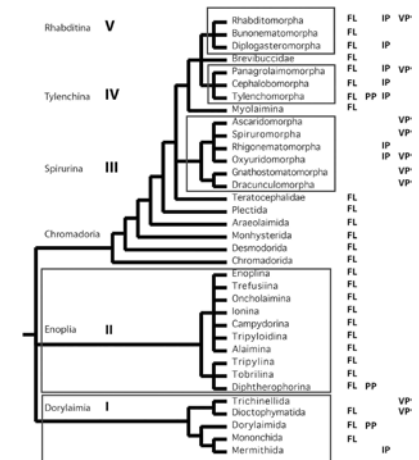 Rhabditina V
Rhabditomorpha FL IP VP
Bunonematomorpha FL
Diplogasteromorpha FL IP
Brevibuccidae FL
Tylenchina IV
Panagrolaimomorpha FL IP VP
Cephalobomorpha FL IP
Tylenchomorpha FL PP IP
Myolaimina FL
Spirurina III
Ascaridomorpha VP
Spiruromorpha VP
Rhigonematomorpha IP
Oxyuridomorpha IP VP
Gnathostomatomorpha VP
Dracunculomorpha VP
Teratocephalidae FL
Plectida FL
Araeolaimida FL
Monhysterida FL
Desmodorida FL
Chromadorida FL
Chromadoria
Enoplia II
Enoplina FL
Trefusiina FL
Oncholaimina FL
Ionina FL
Campydorina FL
Tripyloidina FL
Alaimina FL
Tripylina FL
Tobrilina FL
Diphtherophorina FL PP
Dorylaimia I
Trichinellida VP
Dioctophymatida FL VP
Dorylaimida FL PP
Mononchida FL
Mermithida IP